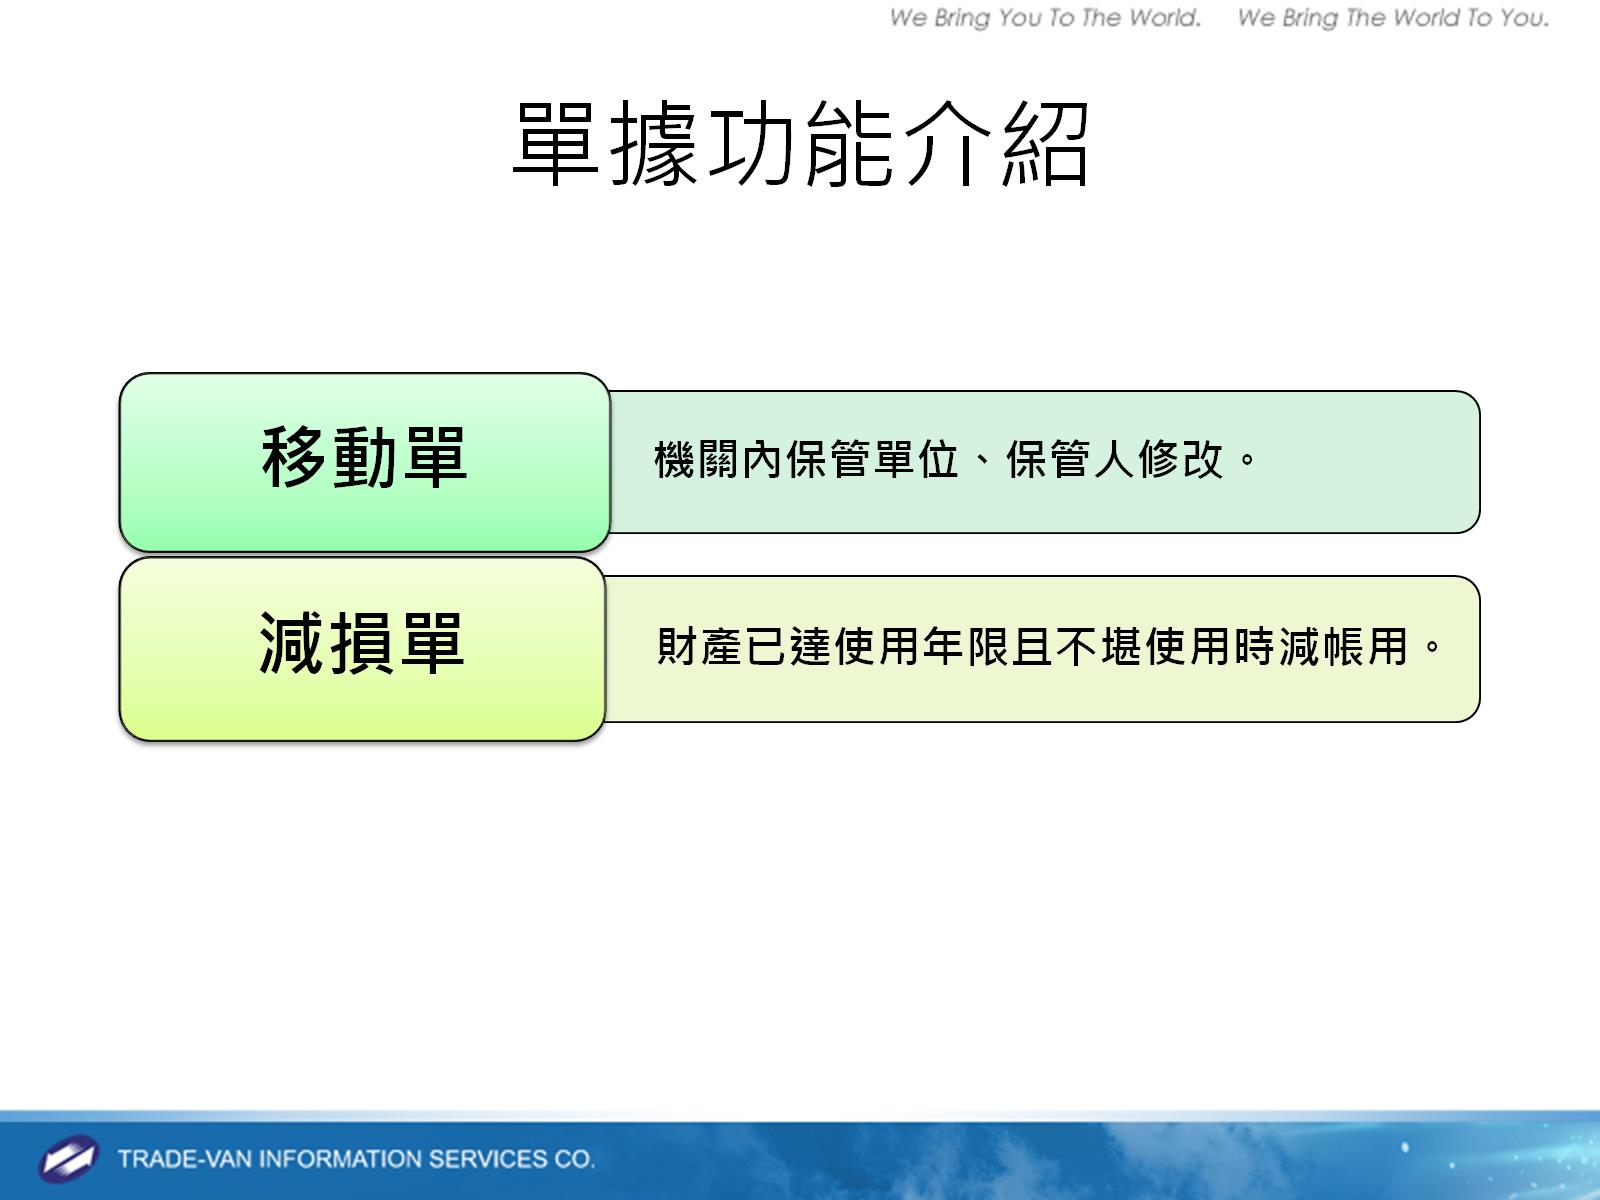 We Bring You To The World. We Bring The World To You.
單據功能介紹
移動單
機關內保管單位、保管人修改。
減損單
財產已達使用年限且不堪使用時減帳用。
TRADE-VAN INFORMATION SERVICES CO.